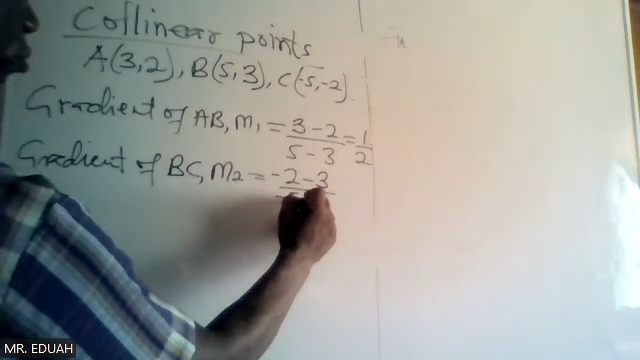 Collinear points
A(3,2), B(5,3), C(-5,-2)
Gradient of AB, m₁ = 3-2/5-3 = 1/2
Gradient of BC, M₂ = -2-3
MR. EDUAH